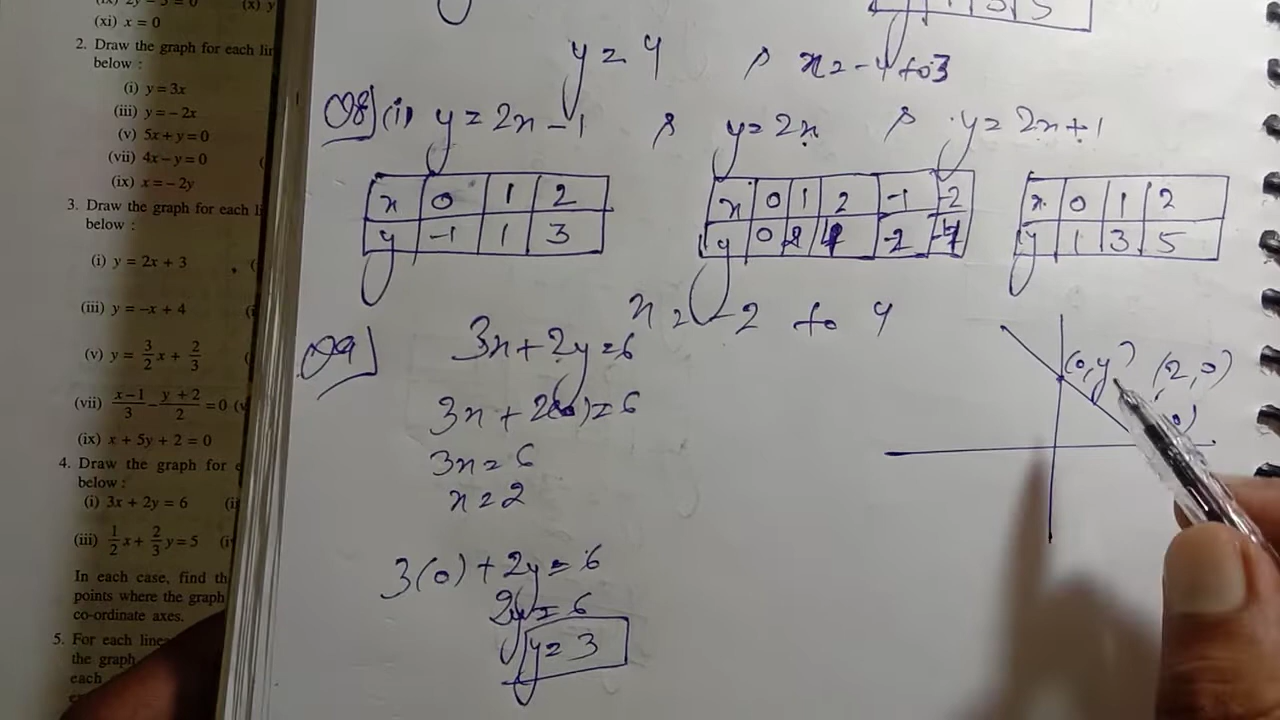 (xi) x = 0
2. Draw the graph for each
below :
(i) y = 3x
(iii) y = – 2x
(v) 5x + y = 0
(vii) 4x – y = 0
(ix) x = – 2y
3. Draw the graph for each
below :
(i) y = 2x + 3
(iii) y = –x + 4
(v) y = 3/2 x + 2/3
(vii) x–1/3 – y + 2/2 = 0
(ix) x + 5y + 2 = 0
4. Draw the graph for
below :
(i) 3x + 2y = 6
(iii) 1/2 x + 2/3 y = 5
In each case, find
points where the graph
co-ordinate axes.
5. For each
the graph
each
y = 4 , x = -4 to 3
Q8] (i) y = 2x - 1 , y = 2x , y = 2x + 1
x 0 1 2
y -1 1 3
x 0 1 2 -1 -2
y 0 2 4 -2 -4
x 0 1 2
y 1 3 5
x = -2 to 4
Q9] 3x + 2y = 6
3x + 2(0) = 6
3x = 6
x = 2
3(0) + 2y = 6
2y = 6
y = 3
(0, y) (2, 0)